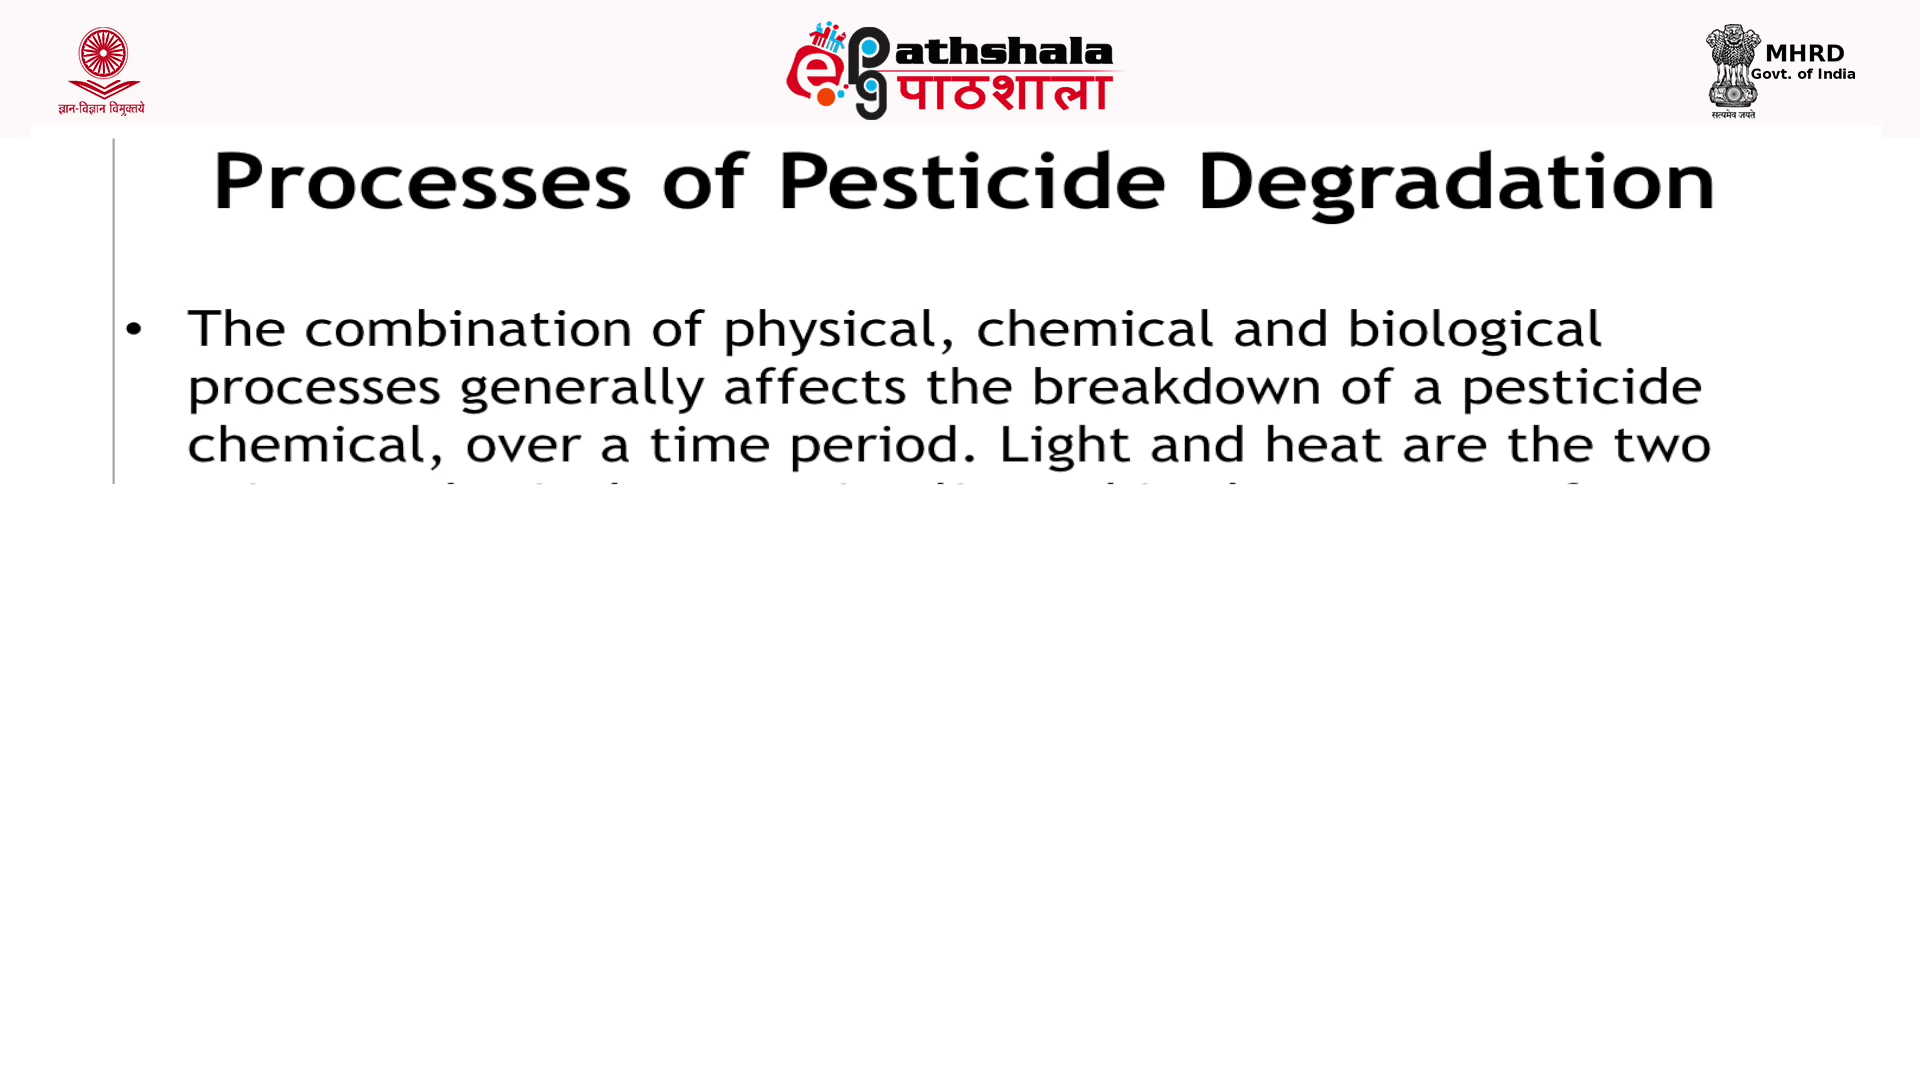 ज्ञान-विज्ञान विमुक्तये
ePathshala
पाठशाला
MHRD
Govt. of India
सत्यमेव जयते
Processes of Pesticide Degradation
• The combination of physical, chemical and biological
processes generally affects the breakdown of a pesticide
chemical, over a time period. Light and heat are the two